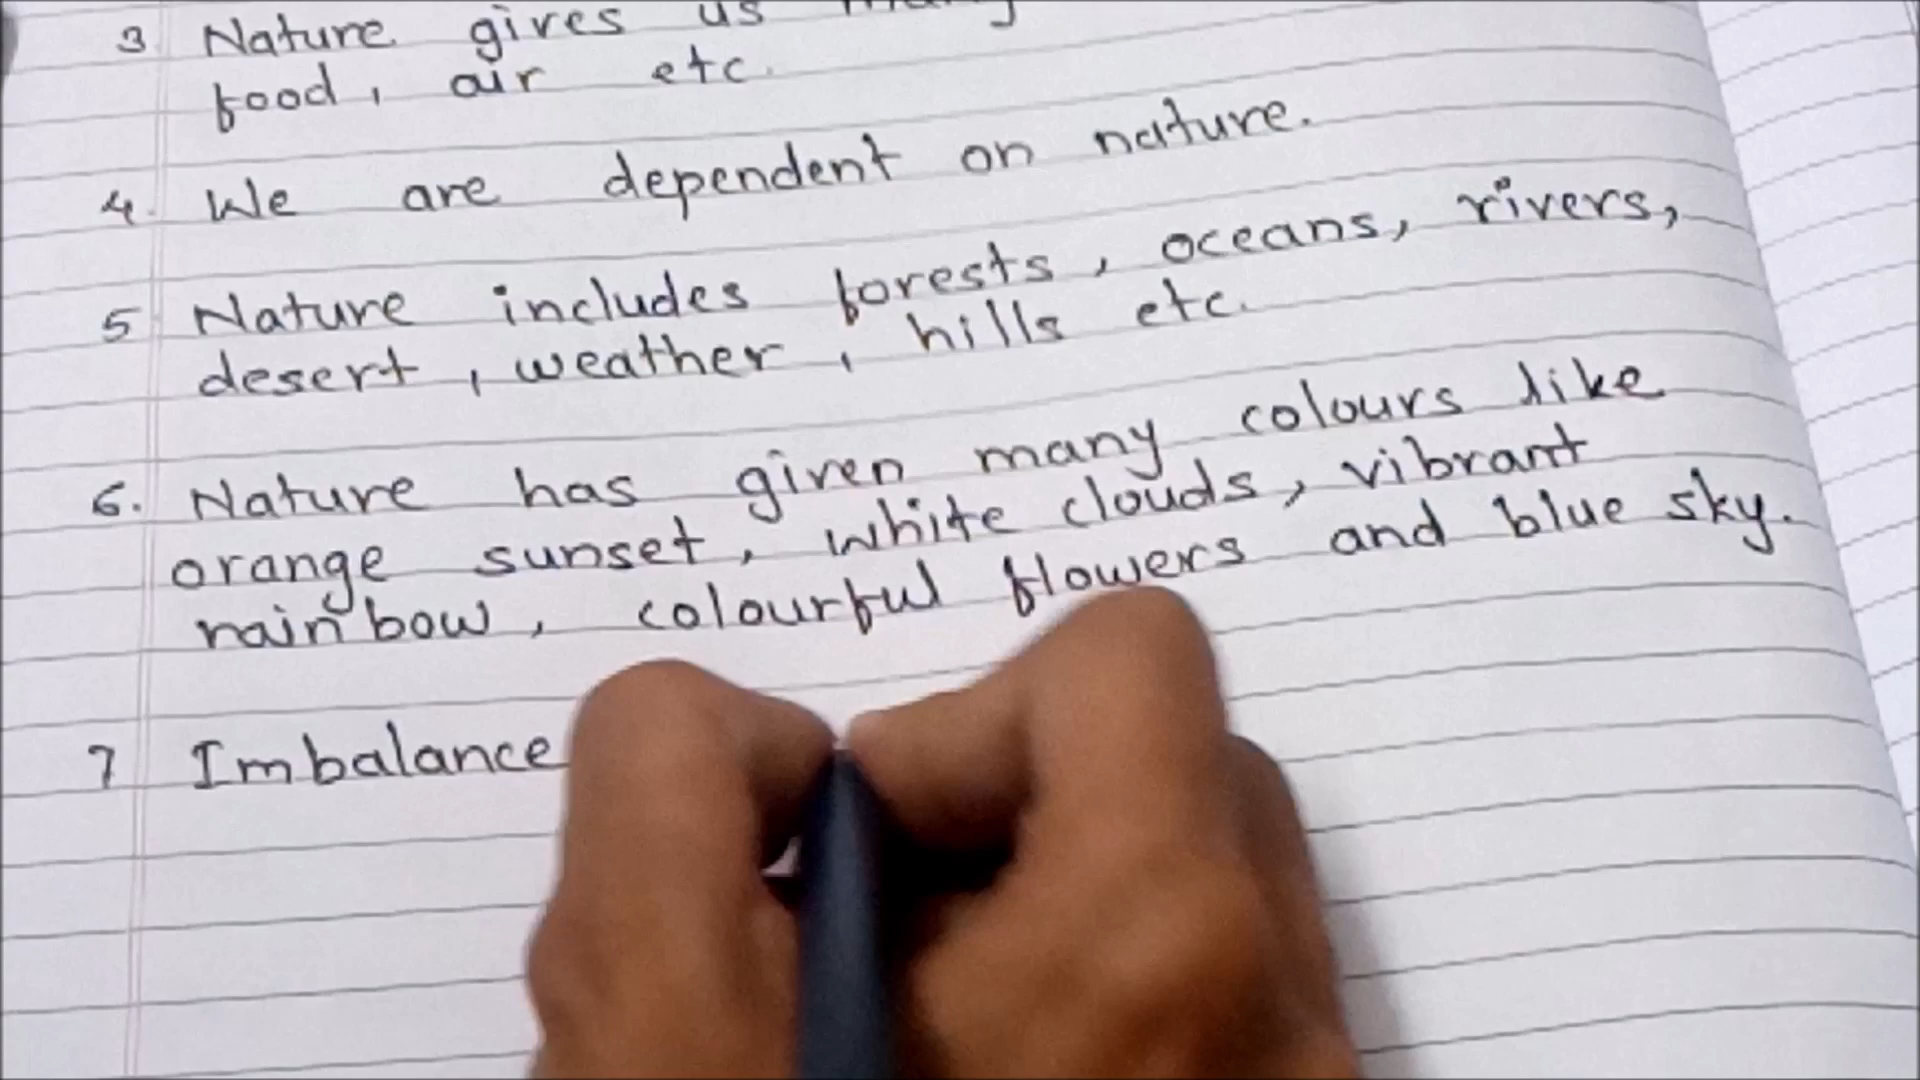 3 Nature gives us
food, air etc.
4. We are dependent on nature.
5 Nature includes forests, oceans, rivers,
desert, weather, hills etc.
6. Nature has given many colours like
orange sunset, white clouds, vibrant
rainbow, colourful flowers and blue sky.
7 Imbalance